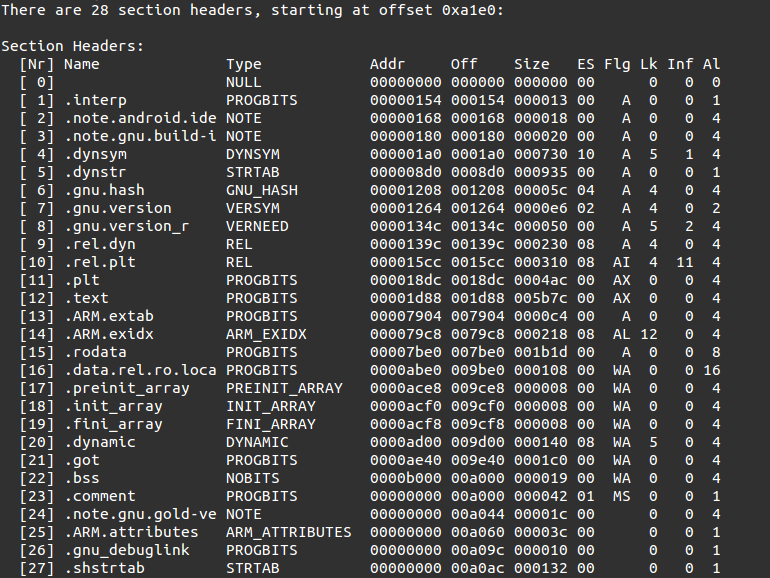 There are 28 section headers, starting at offset 0xa1e0:

Section Headers:
  [Nr] Name              Type            Addr     Off    Size   ES Flg Lk Inf Al
  [ 0]                   NULL            00000000 000000 000000 00      0   0  0
  [ 1] .interp           PROGBITS        00000154 000154 000013 00   A  0   0  1
  [ 2] .note.android.ide NOTE            00000168 000168 000018 00   A  0   0  4
  [ 3] .note.gnu.build-i NOTE            00000180 000180 000020 00   A  0   0  4
  [ 4] .dynsym           DYNSYM          000001a0 0001a0 000730 10   A  5   1  4
  [ 5] .dynstr           STRTAB          000008d0 0008d0 000935 00   A  0   0  1
  [ 6] .gnu.hash         GNU_HASH        00001208 001208 00005c 04   A  4   0  4
  [ 7] .gnu.version      VERSYM          00001264 001264 0000e6 02   A  4   0  2
  [ 8] .gnu.version_r    VERNEED         0000134c 00134c 000050 00   A  5   2  4
  [ 9] .rel.dyn          REL             0000139c 00139c 000230 08   A  4   0  4
  [10] .rel.plt          REL             000015cc 0015cc 000310 08  AI  4  11  4
  [11] .plt              PROGBITS        000018dc 0018dc 0004ac 00  AX  0   0  4
  [12] .text             PROGBITS        00001d88 001d88 005b7c 00  AX  0   0  4
  [13] .ARM.extab        PROGBITS        00007904 007904 0000c4 00   A  0   0  4
  [14] .ARM.exidx        ARM_EXIDX       000079c8 0079c8 000218 08  AL 12   0  4
  [15] .rodata           PROGBITS        00007be0 007be0 001b1d 00   A  0   0  8
  [16] .data.rel.ro.loca PROGBITS        0000abe0 009be0 000108 00  WA  0   0 16
  [17] .preinit_array    PREINIT_ARRAY   0000ace8 009ce8 000008 00  WA  0   0  4
  [18] .init_array       INIT_ARRAY      0000acf0 009cf0 000008 00  WA  0   0  4
  [19] .fini_array       FINI_ARRAY      0000acf8 009cf8 000008 00  WA  0   0  4
  [20] .dynamic          DYNAMIC         0000ad00 009d00 000140 08  WA  5   0  4
  [21] .got              PROGBITS        0000ae40 009e40 0001c0 00  WA  0   0  4
  [22] .bss              NOBITS          0000b000 00a000 000019 00  WA  0   0  4
  [23] .comment          PROGBITS        00000000 00a000 000042 01  MS  0   0  1
  [24] .note.gnu.gold-ve NOTE            00000000 00a044 00001c 00      0   0  4
  [25] .ARM.attributes   ARM_ATTRIBUTES  00000000 00a060 00003c 00      0   0  1
  [26] .gnu_debuglink    PROGBITS        00000000 00a09c 000010 00      0   0  1
  [27] .shstrtab         STRTAB          00000000 00a0ac 000132 00      0   0  1